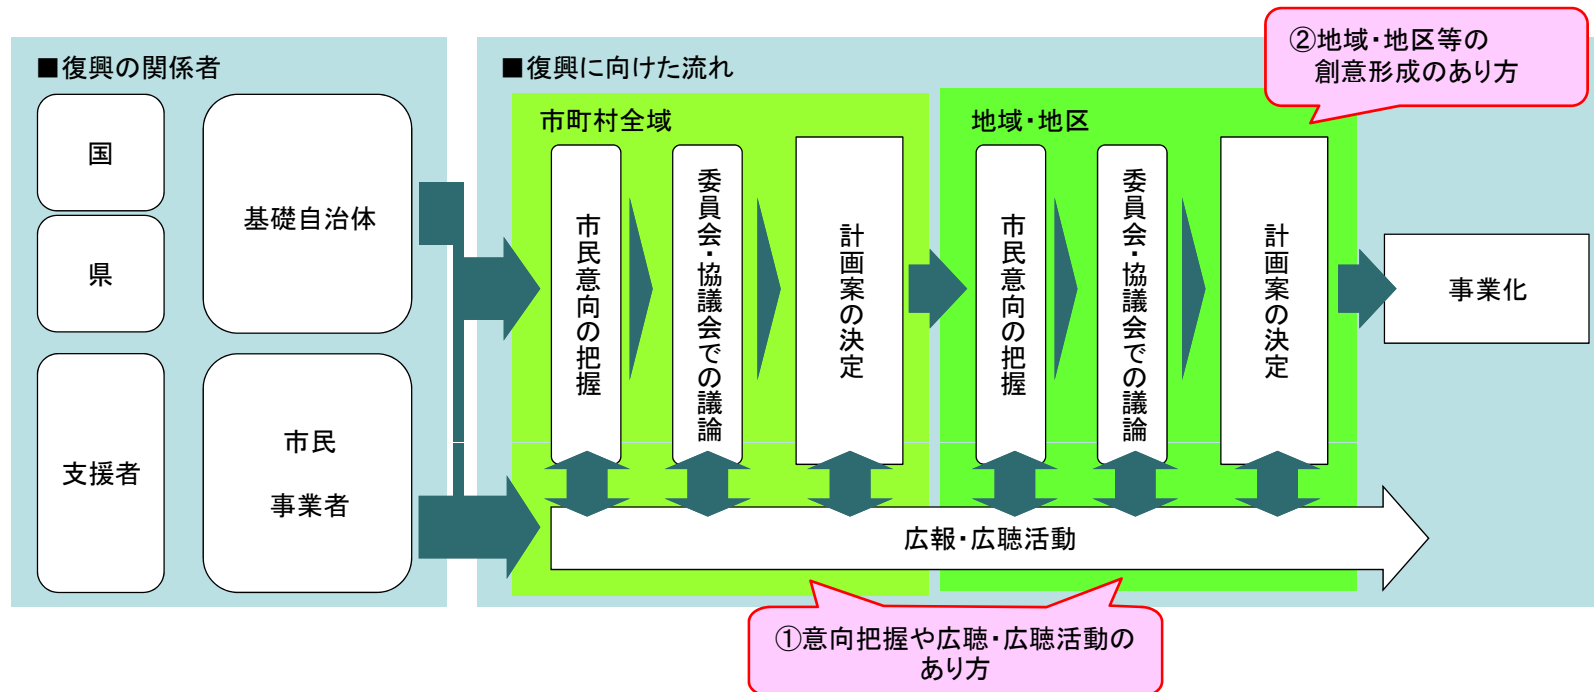 ■復興の関係者
国
県
支援者
基礎自治体
市民
事業者
■復興に向けた流れ
市町村全域
市民意向の把握
委員会・協議会での議論
計画案の決定
地域・地区
市民意向の把握
委員会・協議会での議論
計画案の決定
事業化
広報・広聴活動
①意向把握や広聴・広聴活動の
あり方
②地域・地区等の
創意形成のあり方